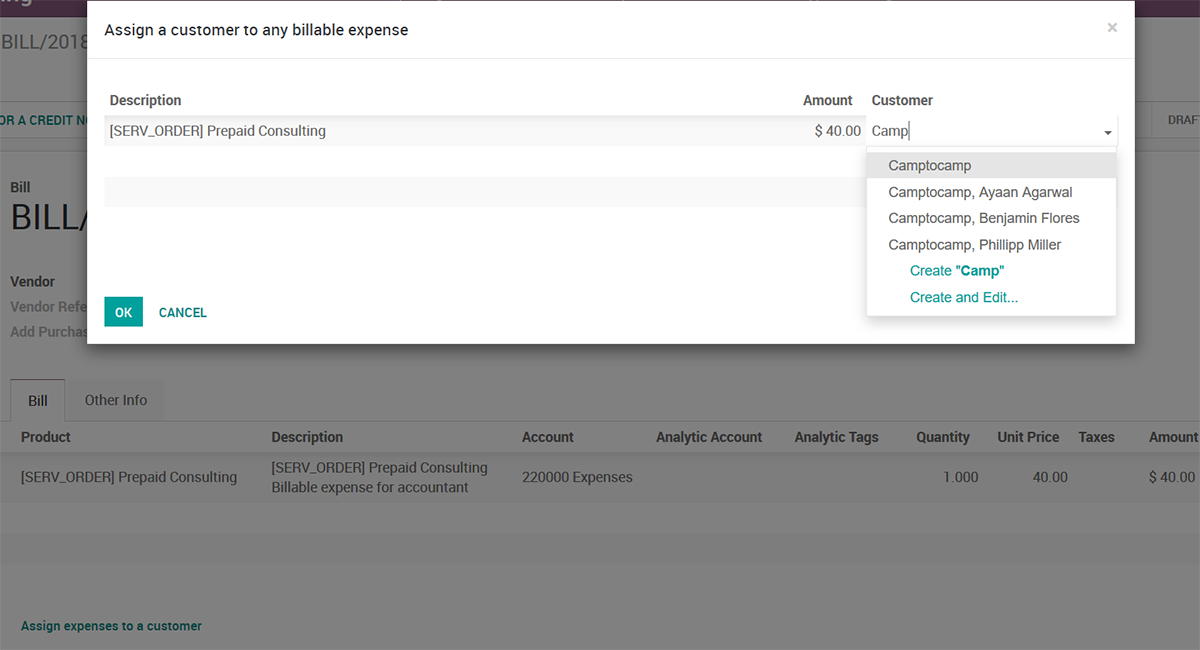 Assign a customer to any billable expense
×
BILL/2018
OR A CREDIT
DRAF
Description Amount Customer
[SERV_ORDER] Prepaid Consulting $ 40.00 Camp
Camptocamp
Camptocamp, Ayaan Agarwal
Camptocamp, Benjamin Flores
Camptocamp, Phillipp Miller
Create "Camp"
Create and Edit...
OK CANCEL
Bill
BILL/
Vendor
Vendor Refe
Add Purchas
Bill Other Info
Product Description Account Analytic Account Analytic Tags Quantity Unit Price Taxes Amount
[SERV_ORDER] Prepaid Consulting [SERV_ORDER] Prepaid Consulting 220000 Expenses 1.000 40.00 $ 40.00
Billable expense for accountant
Assign expenses to a customer